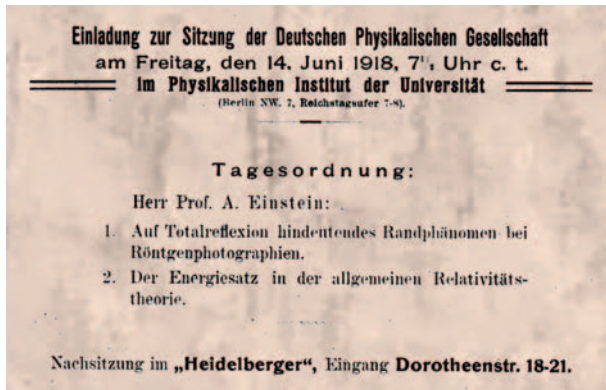 Einladung zur Sitzung der Deutschen Physikalischen Gesellschaft
am Freitag, den 14. Juni 1918, 7¹/₂ Uhr c. t.
im Physikalischen Institut der Universität
(Berlin NW. 7, Reichstagsufer 7-8).
Tagesordnung:
Herr Prof. A. Einstein:
1. Auf Totalreflexion hindeutendes Randphänomen bei
Röntgenphotographien.
2. Der Energiesatz in der allgemeinen Relativitäts-
theorie.
Nachsitzung im „Heidelberger“, Eingang Dorotheenstr. 18-21.